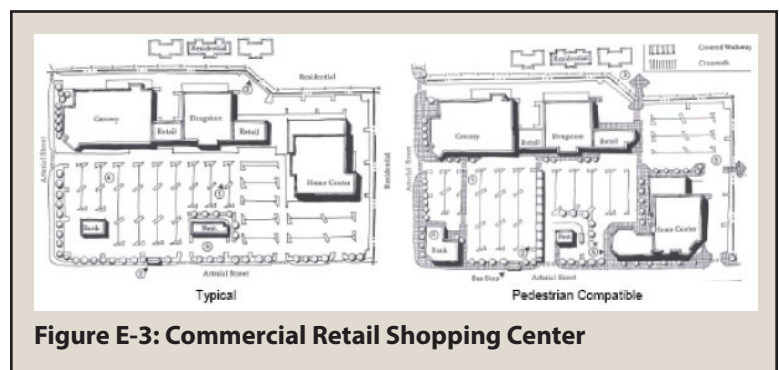 Residential
Residential
Grocery
Retail
Drugstore
Retail
Home Center
Arterial Street
Residential
Bank
Rest.
Arterial Street
Typical
Residential
Covered Walkway
Crosswalk
Grocery
Retail
Drugstore
Retail
Arterial Street
Bank
Rest.
Home Center
Bus Stop
Arterial Street
Pedestrian Compatible
Figure E-3: Commercial Retail Shopping Center